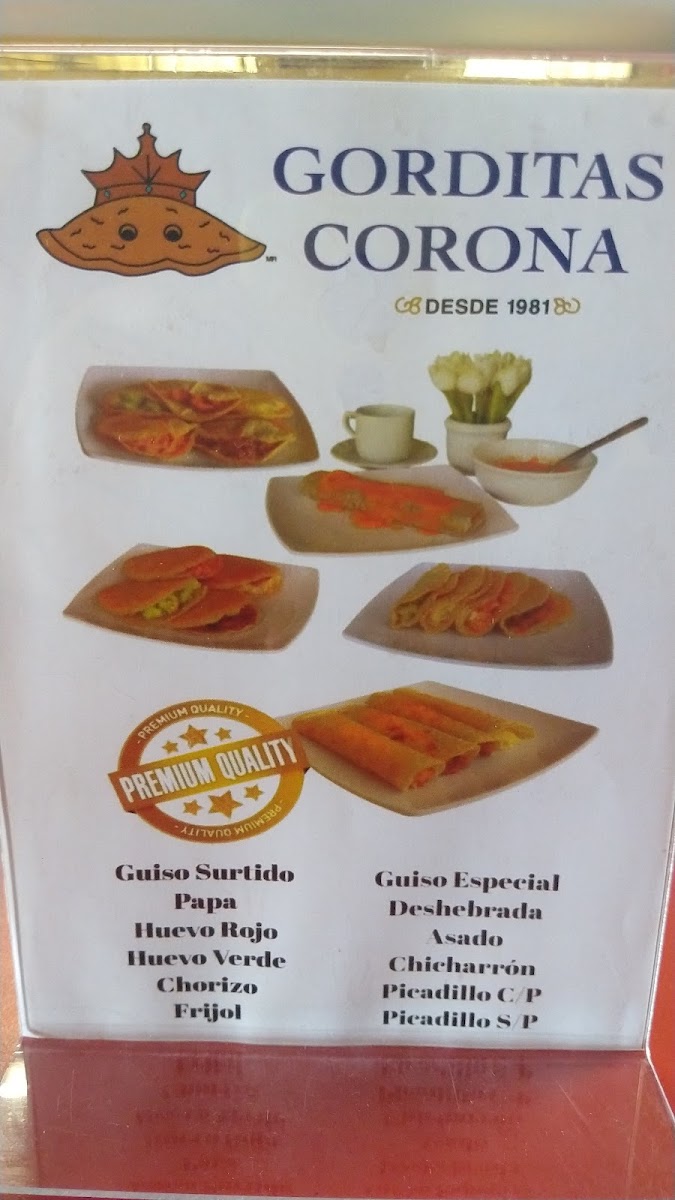 GORDITAS
CORONA
MR
DESDE 1981
- PREMIUM QUALITY -
PREMIUM QUALITY
- PREMIUM QUALITY -
Guiso Surtido
Papa
Huevo Rojo
Huevo Verde
Chorizo
Frijol
Guiso Especial
Deshebrada
Asado
Chicharrón
Picadillo C/P
Picadillo S/P